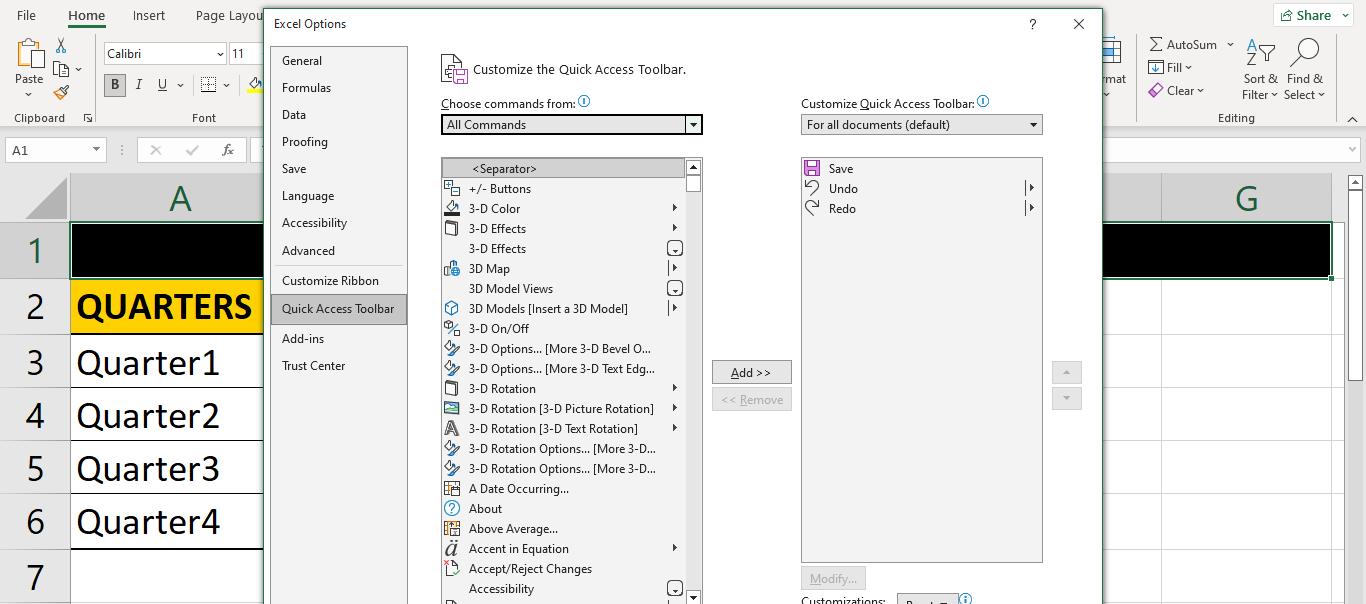 File
Home
Insert
Page Layou
Share
Paste
Clipboard
Calibri
11
B I U
Font
A1
fx
A
1
2
3
4
5
6
7
QUARTERS
Quarter1
Quarter2
Quarter3
Quarter4
Excel Options
?
General
Formulas
Data
Proofing
Save
Language
Accessibility
Advanced
Customize Ribbon
Quick Access Toolbar
Add-ins
Trust Center
Customize the Quick Access Toolbar.
Choose commands from:
All Commands
<Separator>
+/- Buttons
3-D Color
3-D Effects
3-D Effects
3D Map
3D Model Views
3D Models [Insert a 3D Model]
3-D On/Off
3-D Options... [More 3-D Bevel O...
3-D Options... [More 3-D Text Edg...
3-D Rotation
3-D Rotation [3-D Picture Rotation]
3-D Rotation [3-D Text Rotation]
3-D Rotation Options... [More 3-D...
3-D Rotation Options... [More 3-D...
A Date Occurring...
About
Above Average...
Accent in Equation
Accept/Reject Changes
Accessibility
Add >>
<< Remove
Customize Quick Access Toolbar:
For all documents (default)
Save
Undo
Redo
Modify...
Customizations:
mat
AutoSum
Fill
Clear
Sort &
Filter
Find &
Select
Editing
G